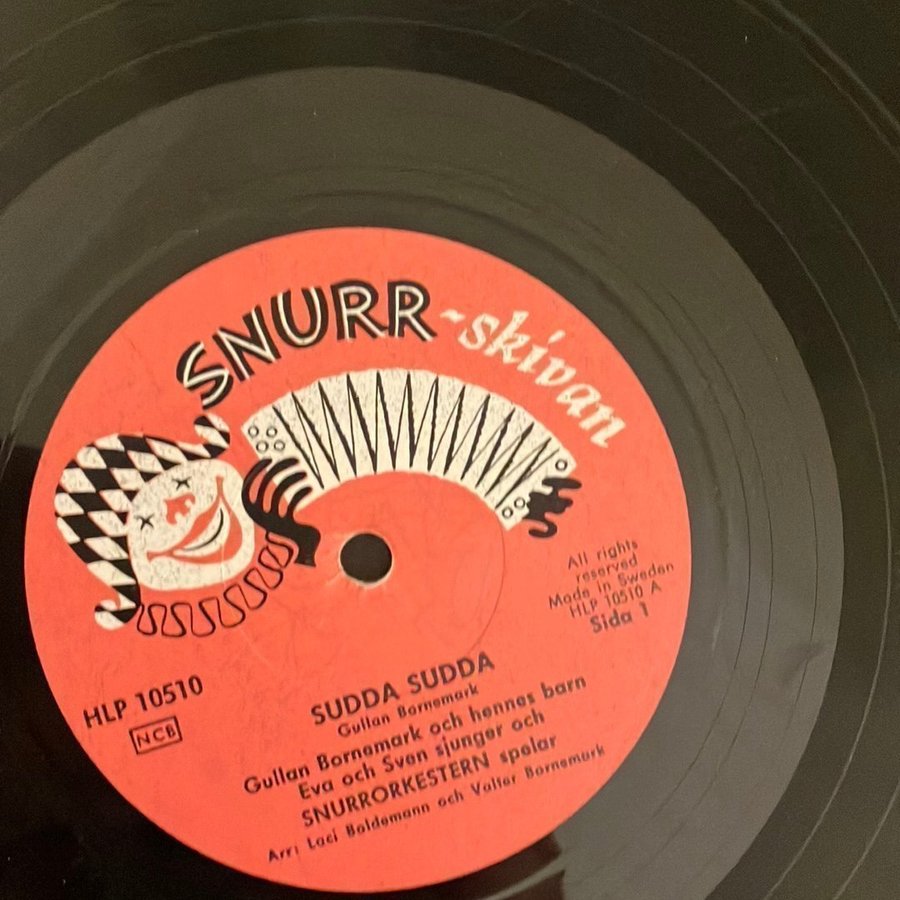 SNURR-skivan
All rights
reserved
Made in Sweden
HLP 10510 A
Sida 1
HLP 10510
NCB
SUDDA SUDDA
Gullan Bornemark
Gullan Bornemark och hennes barn
Eva och Sven sjunger och
SNURRORKESTERN spelar
Arr: Laci Boldemann och Valter Bornemark